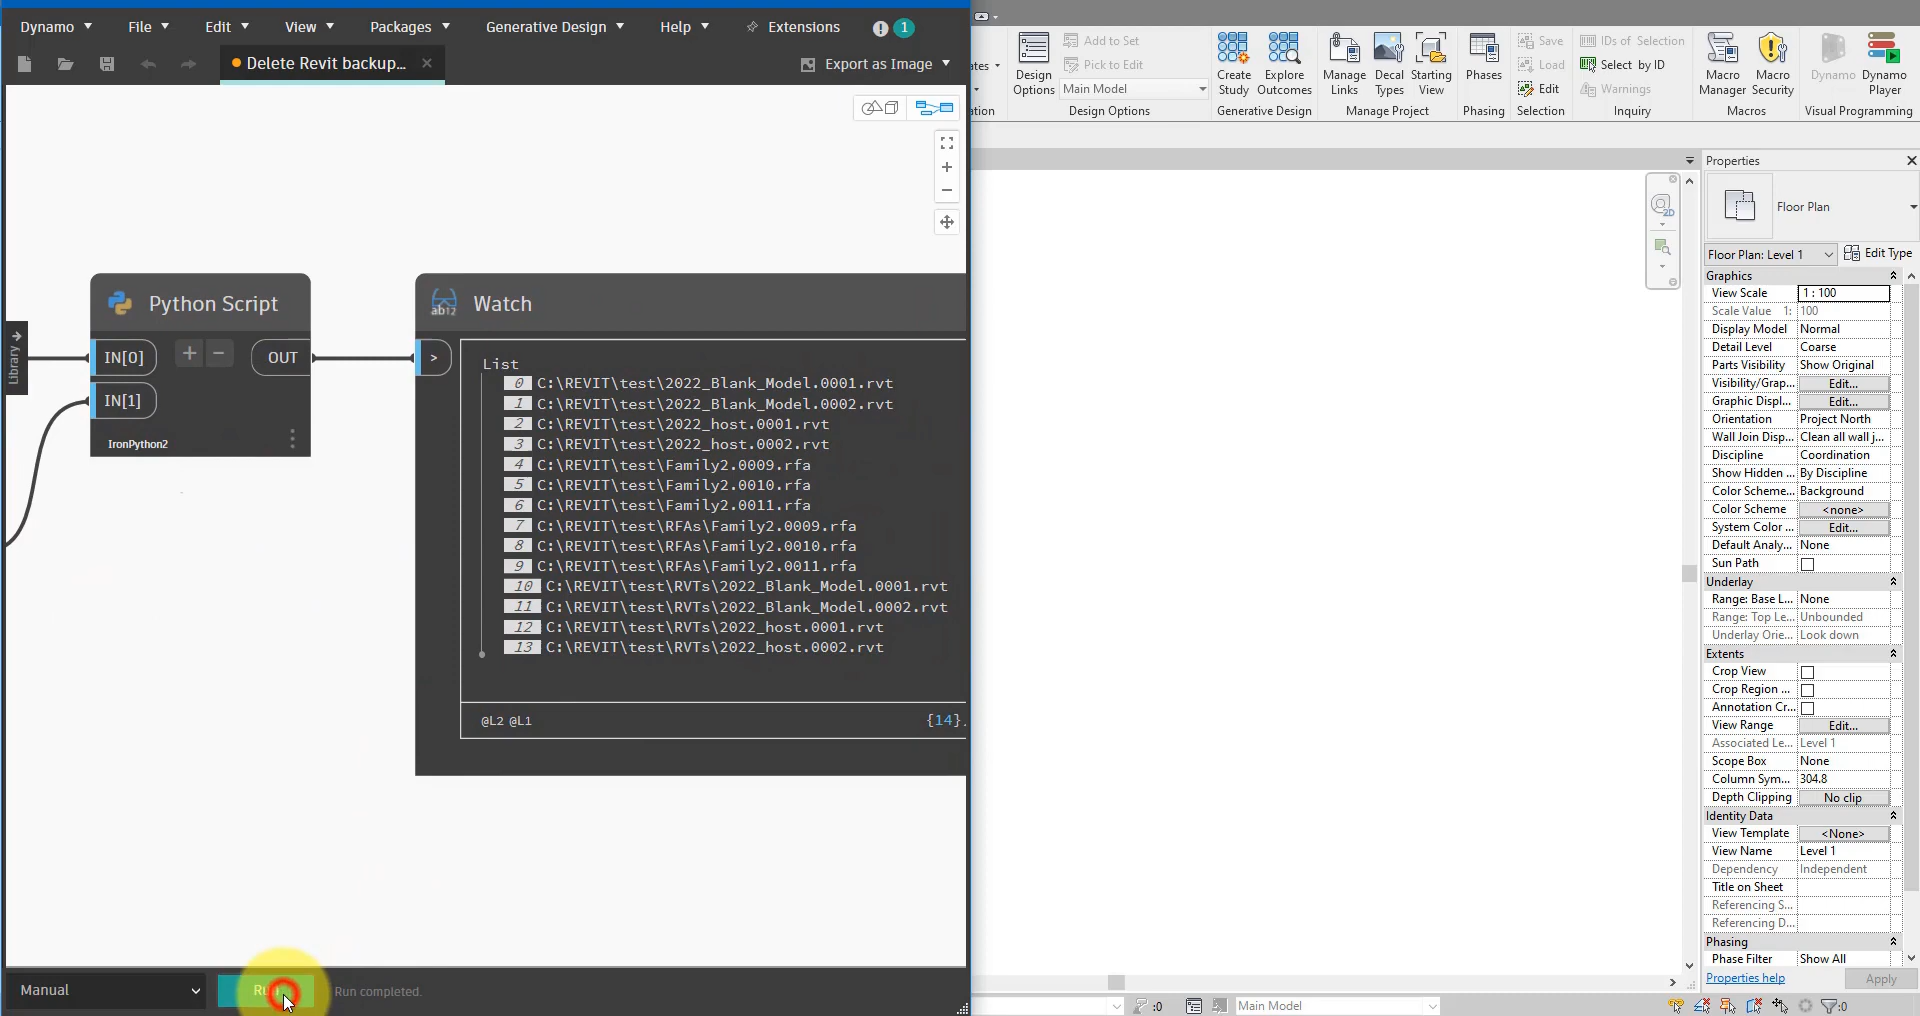 Dynamo File Edit View Packages Generative Design Help Extensions 1
Delete Revit backup...
Export as Image
Python Script
IN[0]
OUT
IN[1]
IronPython2
Library
Watch
>
List
0 C:\REVIT\test\2022_Blank_Model.0001.rvt
1 C:\REVIT\test\2022_Blank_Model.0002.rvt
2 C:\REVIT\test\2022_host.0001.rvt
3 C:\REVIT\test\2022_host.0002.rvt
4 C:\REVIT\test\Family2.0009.rfa
5 C:\REVIT\test\Family2.0010.rfa
6 C:\REVIT\test\Family2.0011.rfa
7 C:\REVIT\test\RFAs\Family2.0009.rfa
8 C:\REVIT\test\RFAs\Family2.0010.rfa
9 C:\REVIT\test\RFAs\Family2.0011.rfa
10 C:\REVIT\test\RVTs\2022_Blank_Model.0001.rvt
11 C:\REVIT\test\RVTs\2022_Blank_Model.0002.rvt
12 C:\REVIT\test\RVTs\2022_host.0001.rvt
13 C:\REVIT\test\RVTs\2022_host.0002.rvt
@L2 @L1
{14}
Manual
Run completed.
Design Options
Add to Set
Pick to Edit
Main Model
Design Options
Create Study
Explore Outcomes
Generative Design
Manage Links
Decal Types
Starting View
Manage Project
Phases
Phasing
Save
Load
Edit
Selection
IDs of Selection
Select by ID
Warnings
Inquiry
Macro Manager
Macro Security
Macros
Dynamo
Dynamo Player
Visual Programming
Properties
Floor Plan
Floor Plan: Level 1
Edit Type
Graphics
View Scale 1 : 100
Scale Value 1: 100
Display Model Normal
Detail Level Coarse
Parts Visibility Show Original
Visibility/Grap... Edit...
Graphic Displ... Edit...
Orientation Project North
Wall Join Disp... Clean all wall j...
Discipline Coordination
Show Hidden ... By Discipline
Color Scheme... Background
Color Scheme <none>
System Color ... Edit...
Default Analy... None
Sun Path
Underlay
Range: Base L... None
Range: Top Le... Unbounded
Underlay Orie... Look down
Extents
Crop View
Crop Region ...
Annotation Cr...
View Range Edit...
Associated Le... Level 1
Scope Box None
Column Sym... 304.8
Depth Clipping No clip
Identity Data
View Template <None>
View Name Level 1
Dependency Independent
Title on Sheet
Referencing S...
Referencing D...
Phasing
Phase Filter Show All
Properties help
Apply
:0
Main Model
:0